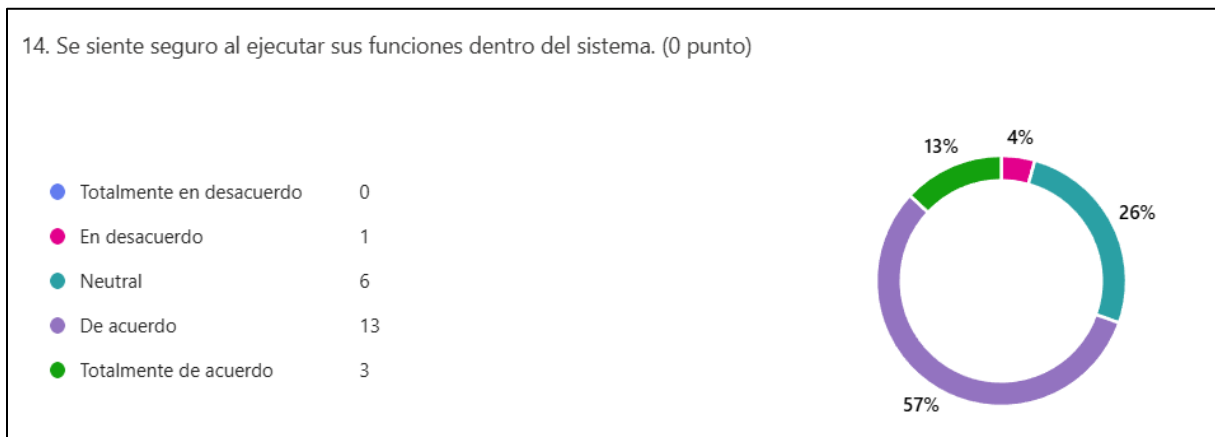 14. Se siente seguro al ejecutar sus funciones dentro del sistema. (0 punto)
Totalmente en desacuerdo 0
En desacuerdo 1
Neutral 6
De acuerdo 13
Totalmente de acuerdo 3
13%
4%
26%
57%